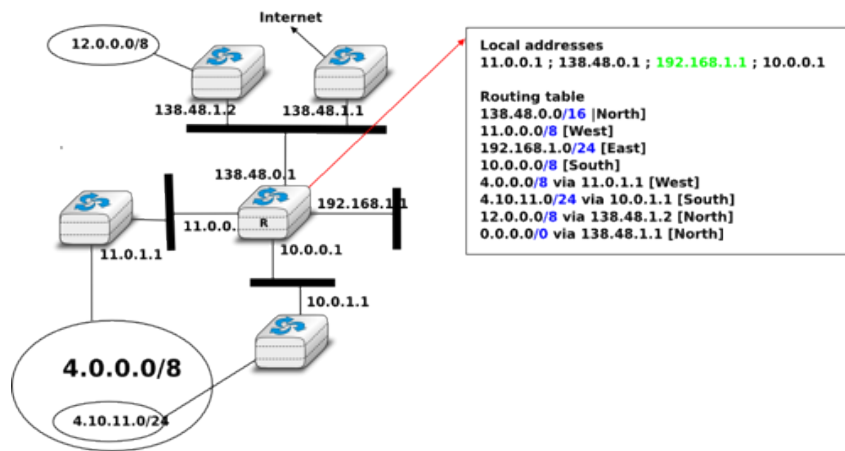 Internet
12.0.0.0/8
138.48.1.2
138.48.1.1
138.48.0.1
192.168.1.1
R
11.0.0.
11.0.1.1
10.0.0.1
10.0.1.1
4.0.0.0/8
4.10.11.0/24
Local addresses
11.0.0.1 ; 138.48.0.1 ; 192.168.1.1 ; 10.0.0.1
Routing table
138.48.0.0/16 |North]
11.0.0.0/8 [West]
192.168.1.0/24 [East]
10.0.0.0/8 [South]
4.0.0.0/8 via 11.0.1.1 [West]
4.10.11.0/24 via 10.0.1.1 [South]
12.0.0.0/8 via 138.48.1.2 [North]
0.0.0.0/0 via 138.48.1.1 [North]